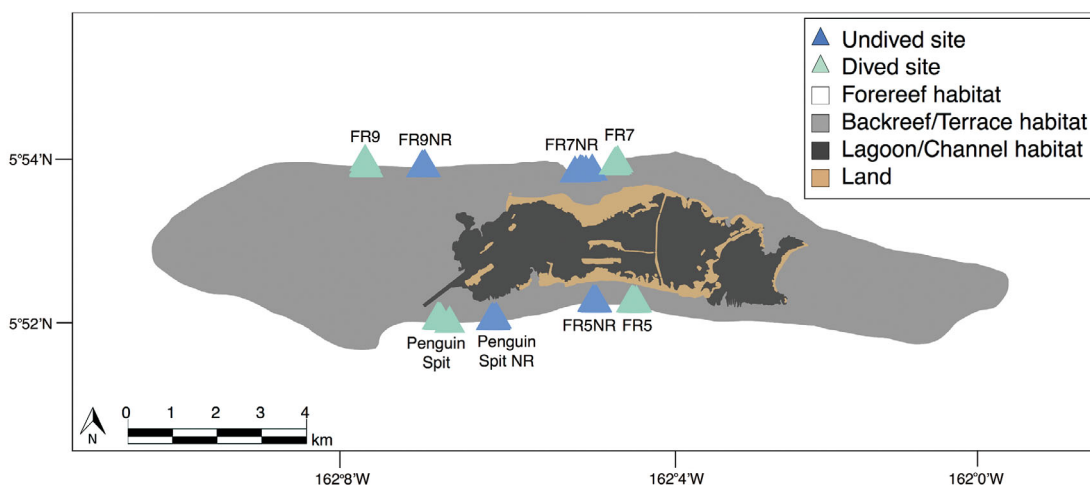 Undived site
Dived site
Forereef habitat
Backreef/Terrace habitat
Lagoon/Channel habitat
Land
FR9
FR9NR
FR7NR
FR7
5°54'N
5°52'N
Penguin
Spit
Penguin
Spit NR
FR5NR
FR5
0 1 2 3 4
km
N
162°8'W
162°4'W
162°0'W